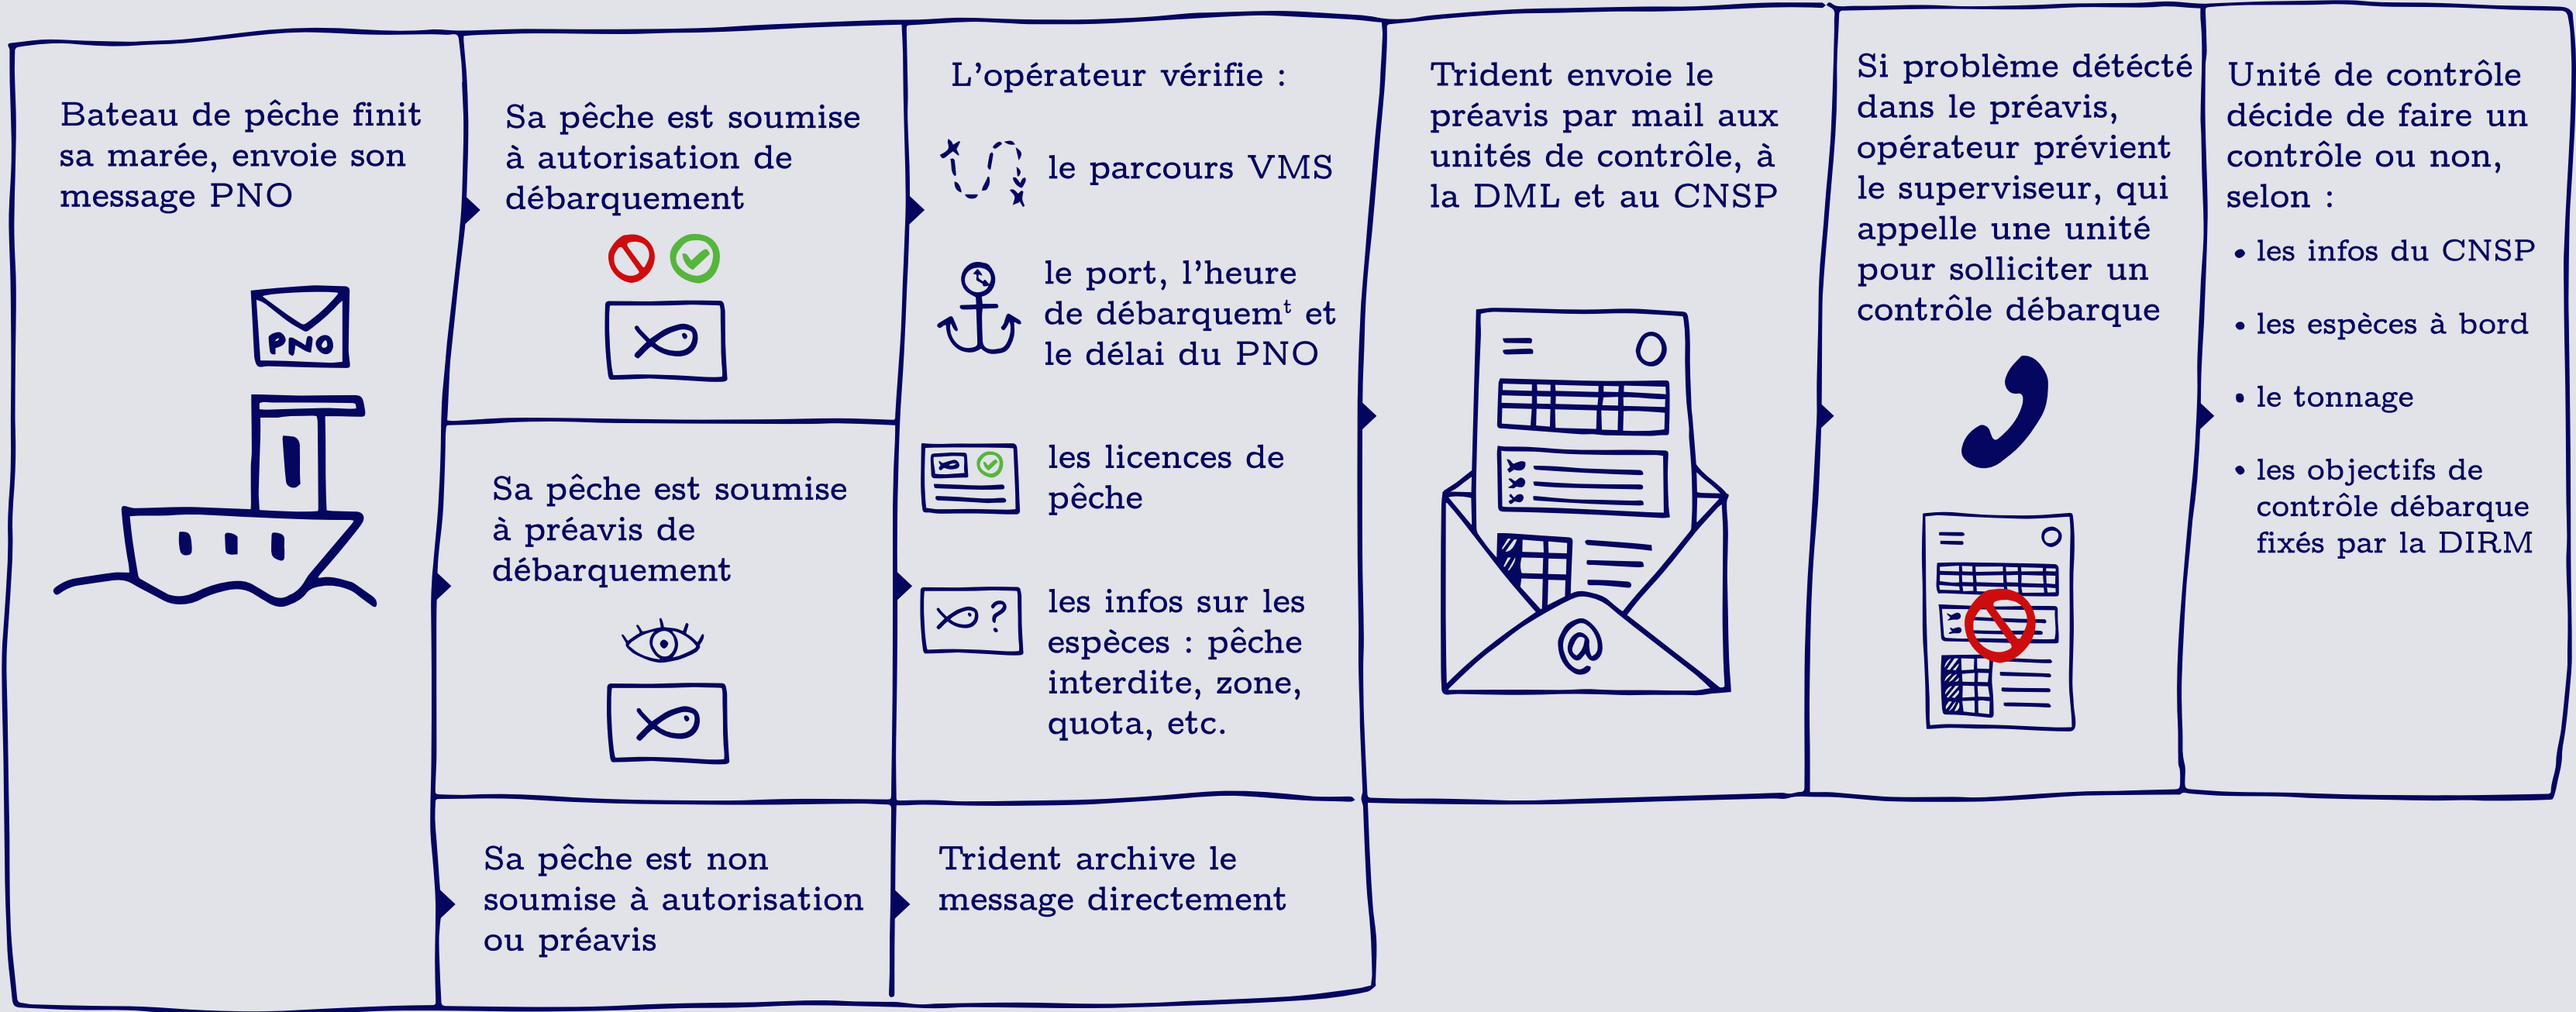 Bateau de pêche finit
sa marée, envoie son
message PNO
PNO
Sa pêche est soumise
à autorisation de
débarquement
Sa pêche est soumise
à préavis de
débarquement
Sa pêche est non
soumise à autorisation
ou préavis
L'opérateur vérifie :
le parcours VMS
le port, l'heure
de débarquemᵗ et
le délai du PNO
les licences de
pêche
?
les infos sur les
espèces : pêche
interdite, zone,
quota, etc.
Trident archive le
message directement
Trident envoie le
préavis par mail aux
unités de contrôle, à
la DML et au CNSP
@
Si problème détécté
dans le préavis,
opérateur prévient
le superviseur, qui
appelle une unité
pour solliciter un
contrôle débarque
Unité de contrôle
décide de faire un
contrôle ou non,
selon :
• les infos du CNSP
• les espèces à bord
• le tonnage
• les objectifs de
contrôle débarque
fixés par la DIRM